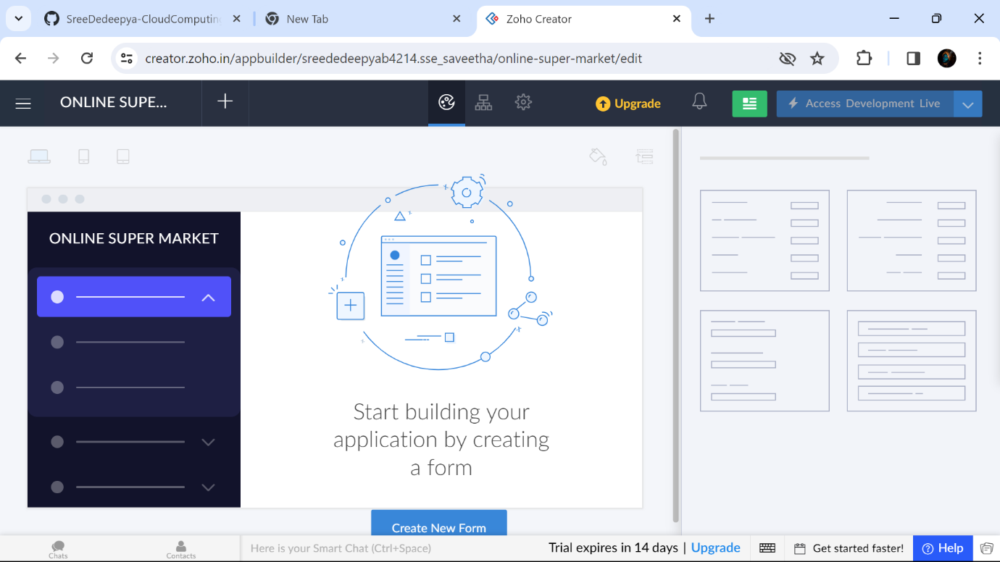 SreeDedeepya-CloudComputin
New Tab
Zoho Creator
creator.zoho.in/appbuilder/sreededeepyab4214.sse_saveetha/online-super-market/edit
ONLINE SUPE...
Upgrade
Access Development Live
ONLINE SUPER MARKET
Start building your
application by creating
a form
Create New Form
Chats
Contacts
Here is your Smart Chat (Ctrl+Space)
Trial expires in 14 days | Upgrade
Get started faster!
Help